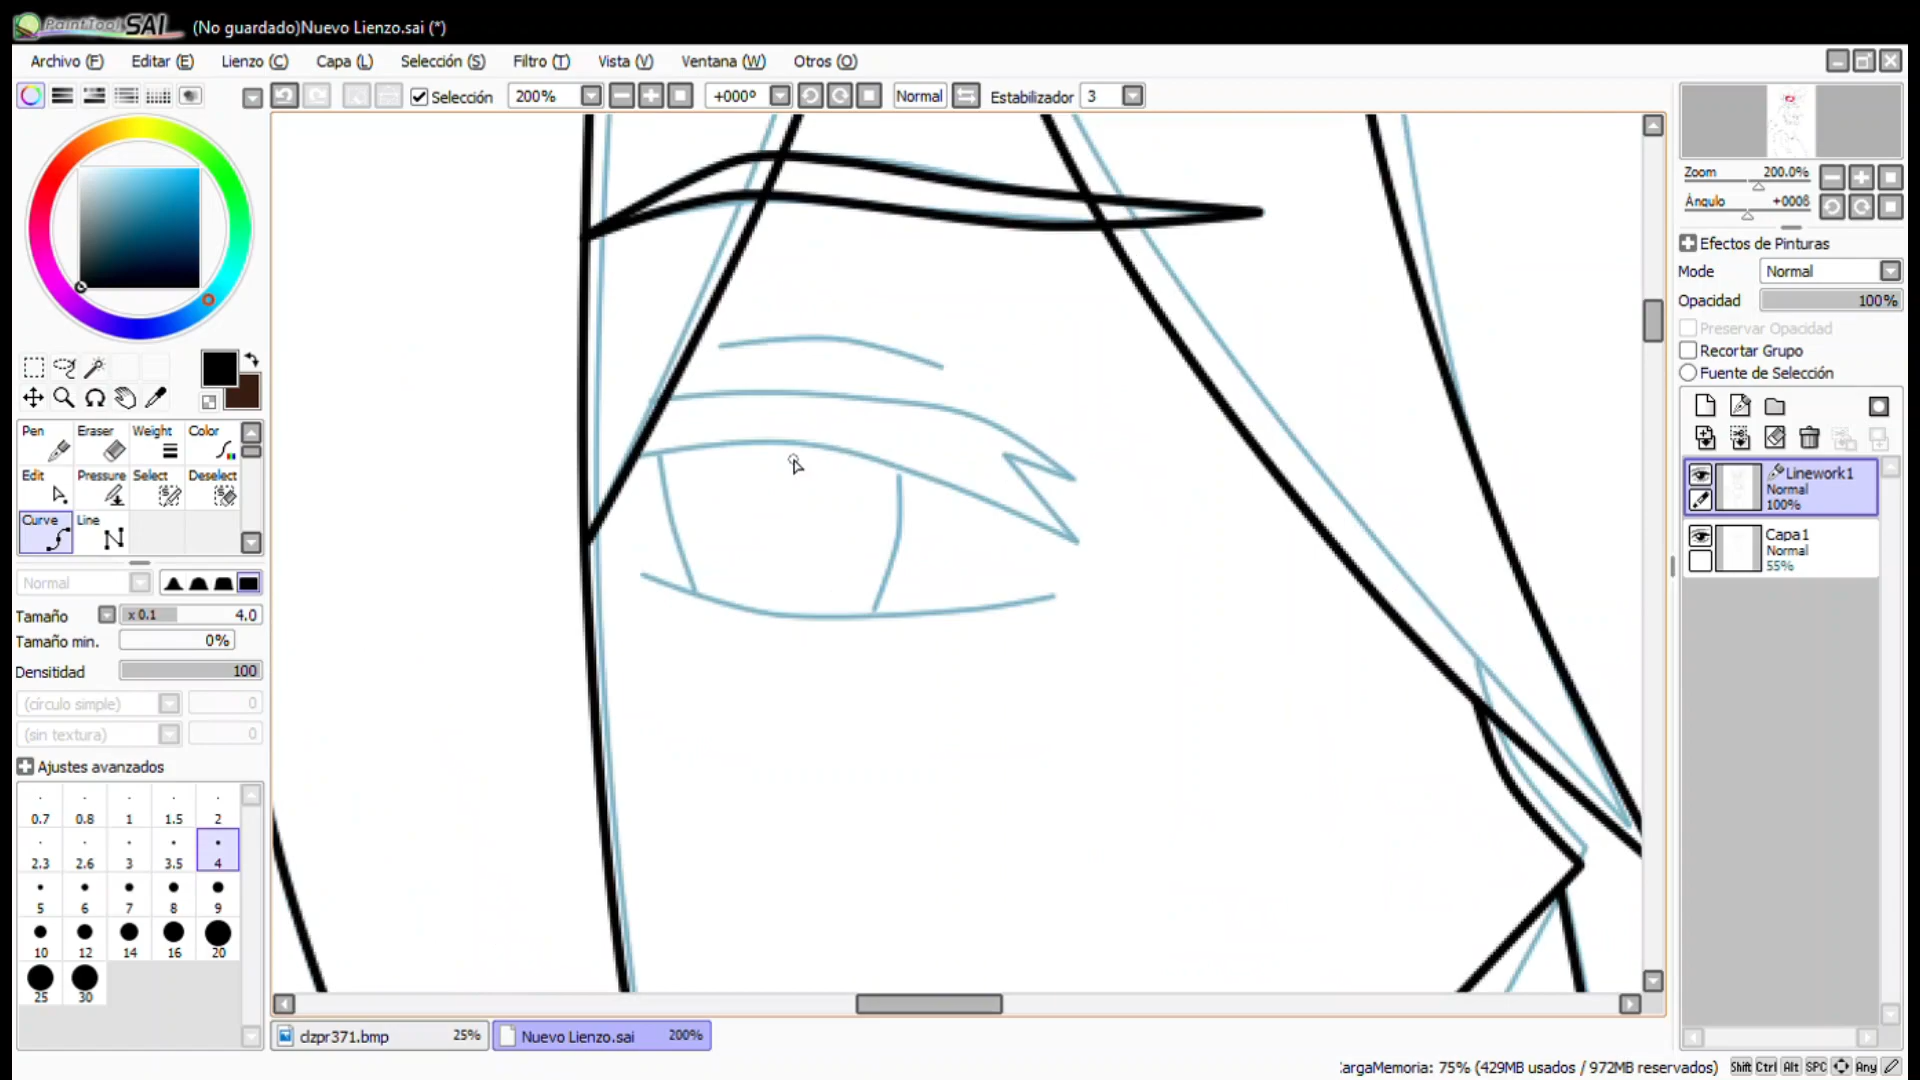 PaintTool SAI (No guardado)Nuevo Lienzo.sai (*)
Archivo (F) Editar (E) Lienzo (C) Capa (L) Selección (S) Filtro (T) Vista (V) Ventana (W) Otros (O)
Selección 200% +000º Normal Estabilizador 3
Zoom 200.0%
Ángulo
Efectos de Pinturas
Mode Normal
Opacidad 100%
Preservar Opacidad
Recortar Grupo
Fuente de Selección
Pen Eraser Weight Color
Edit Pressure Select Deselect
Curve Line
Linework1
Normal
100%
Capa1
Normal
55%
Normal
Tamaño x 0.1 4.0
Tamaño min. 0%
Densitidad 100
(círculo simple) 0
(sin textura) 0
Ajustes avanzados
0.7 0.8 1 1.5 2
2.3 2.6 3 3.5 4
5 6 7 8 9
10 12 14 16 20
25 30
clzpr371.bmp 25% Nuevo Lienzo.sai 200%
argaMemoria: 75% (429MB usados / 972MB reservados) Shift Ctrl Alt SPC Any